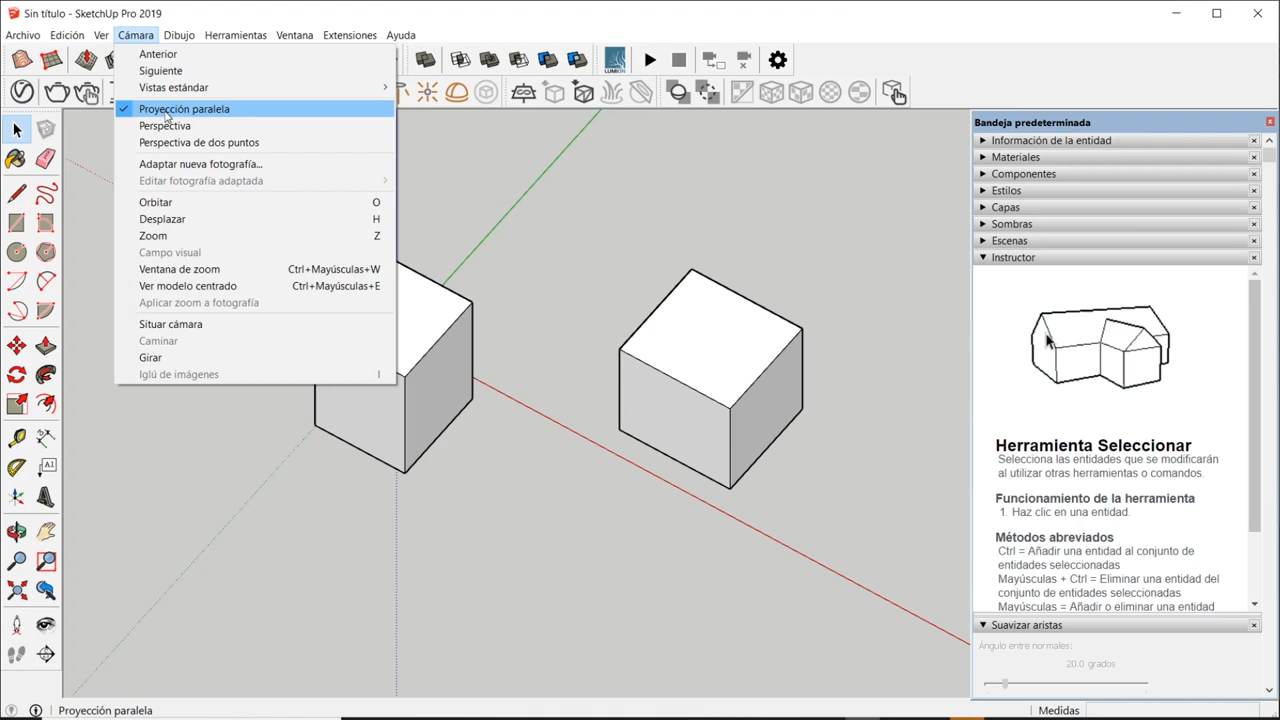 Sin título - SketchUp Pro 2019
Archivo Edición Ver Cámara Dibujo Herramientas Ventana Extensiones Ayuda
Anterior
Siguiente
Vistas estándar
Proyección paralela
Perspectiva
Perspectiva de dos puntos
Adaptar nueva fotografía...
Editar fotografía adaptada
Orbitar O
Desplazar H
Zoom Z
Campo visual
Ventana de zoom Ctrl+Mayúsculas+W
Ver modelo centrado Ctrl+Mayúsculas+E
Aplicar zoom a fotografía
Situar cámara
Caminar
Girar
Iglú de imágenes I
LUMION
A1
Bandeja predeterminada
Información de la entidad
Materiales
Componentes
Estilos
Capas
Sombras
Escenas
Instructor
Herramienta Seleccionar
Selecciona las entidades que se modificarán
al utilizar otras herramientas o comandos.
Funcionamiento de la herramienta
1. Haz clic en una entidad.
Métodos abreviados
Ctrl = Añadir una entidad al conjunto de
entidades seleccionadas
Mayúsculas + Ctrl = Eliminar una entidad del
conjunto de entidades seleccionadas
Mayúsculas = Añadir o eliminar una entidad
Suavizar aristas
Ángulo entre normales:
20.0 grados
Proyección paralela
Medidas